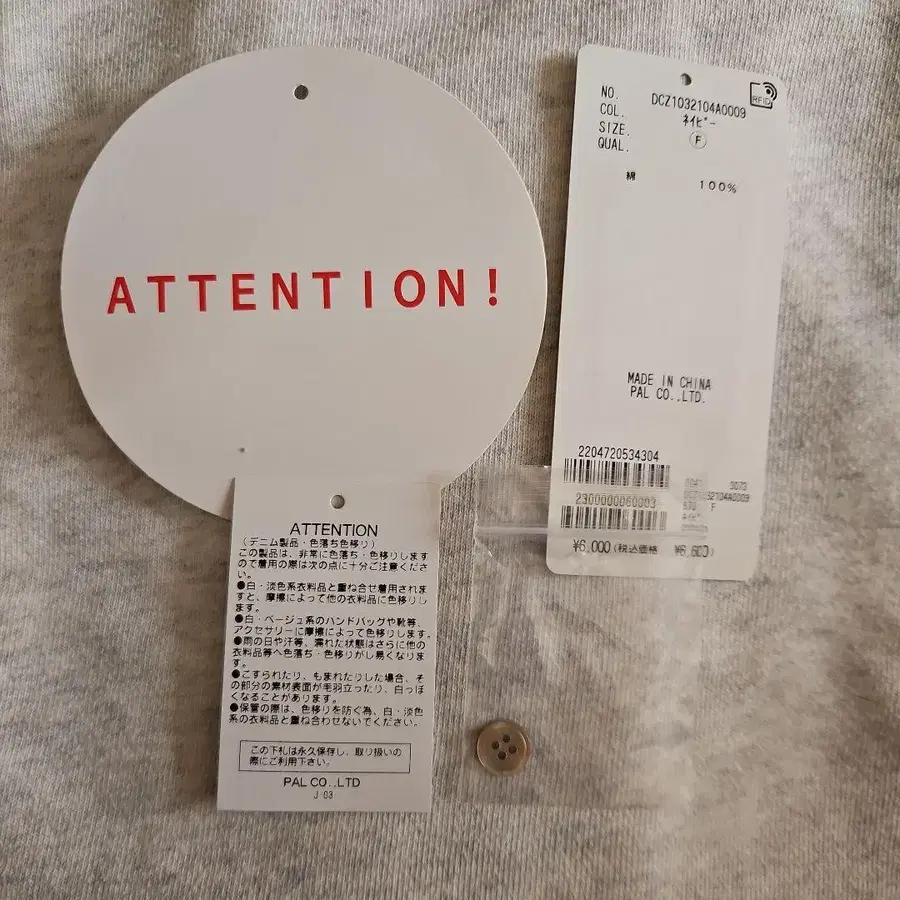 ATTENTION!
NO. DCZ1032104A0009
COL. ネイビー
SIZE. F
QUAL.
綿 100%
RFID
MADE IN CHINA
PAL CO.,LTD.
2204720534304
3073
2300000060003
F
¥6,000(税込価格 ¥6,600)
ATTENTION
(デニム製品・色落ち色移り)
この製品は、非常に色落ち・色移りします
ので着用の際は次の点に十分ご注意くださ
い。
●白・淡色系衣料品と重ね合せ着用されま
すと、摩擦によって他の衣料品に色移りし
ます。
●白・ベージュ系のハンドバッグや靴等、
アクセサリーに摩擦によって色移りします。
●雨の日や汗等、濡れた状態はさらに他の
衣料品等へ色落ち・色移りがし易くなりま
す。
●こすられたり、もまれたりした場合、そ
の部分の素材表面が毛羽立ったり、白っぽ
くなることがあります。
●保管の際は、色移りを防ぐ為、白・淡色
系の衣料品と重ね合わせないでください。
この下札は永久保存し、取り扱いの
際にご利用下さい。
PAL CO.,LTD
J-03